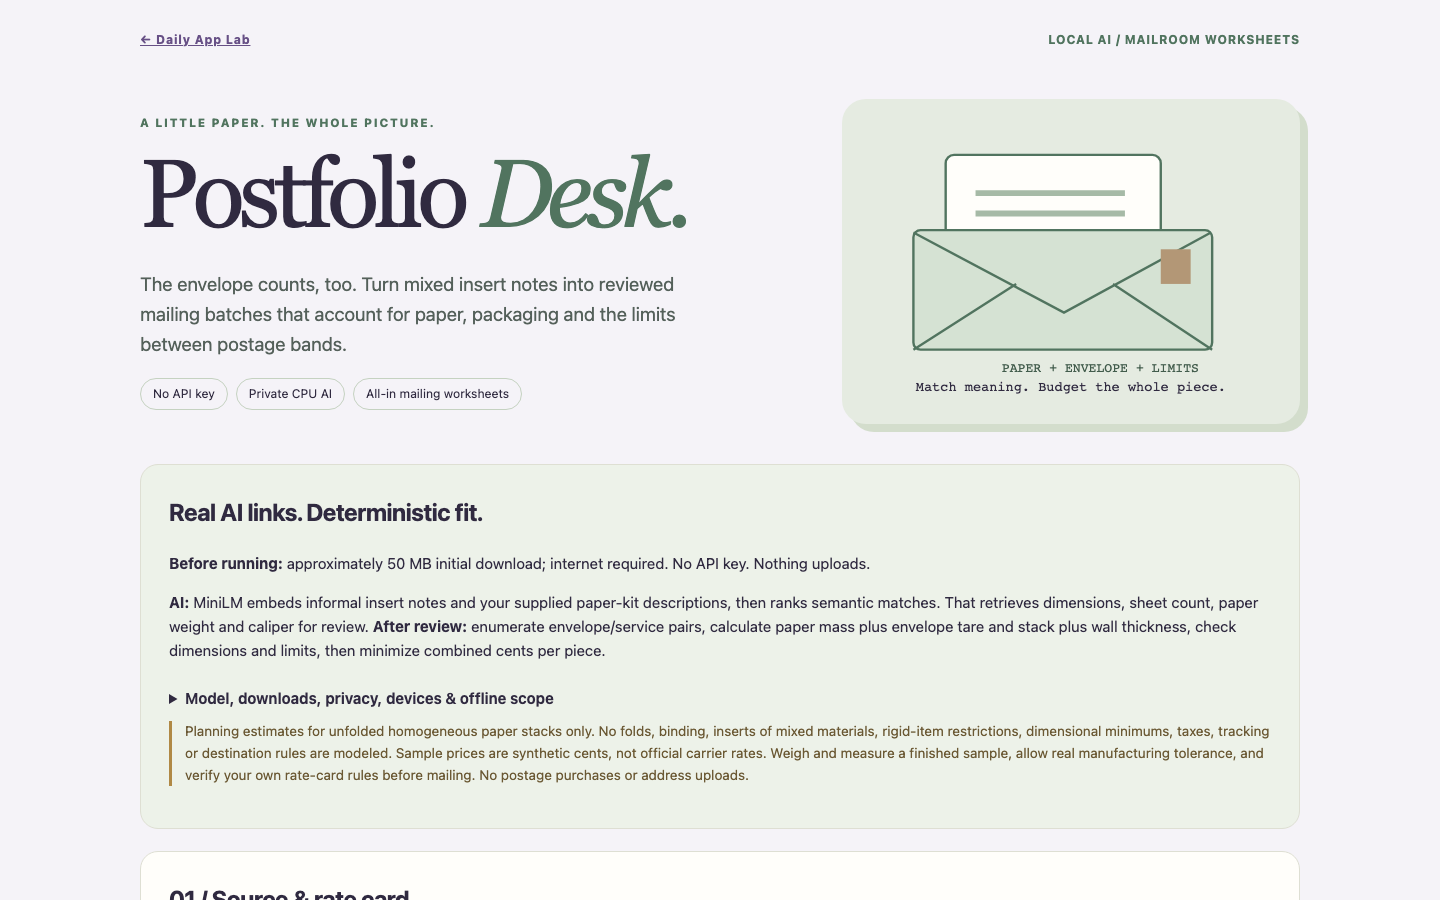 ← Daily App Lab
LOCAL AI / MAILROOM WORKSHEETS
A LITTLE PAPER. THE WHOLE PICTURE.
Postfolio Desk.
The envelope counts, too. Turn mixed insert notes into reviewed
mailing batches that account for paper, packaging and the limits
between postage bands.
No API key
Private CPU AI
All-in mailing worksheets
PAPER + ENVELOPE + LIMITS
Match meaning. Budget the whole piece.
Real AI links. Deterministic fit.
Before running: approximately 50 MB initial download; internet required. No API key. Nothing uploads.
AI: MiniLM embeds informal insert notes and your supplied paper-kit descriptions, then ranks semantic matches. That retrieves dimensions, sheet count, paper
weight and caliper for review. After review: enumerate envelope/service pairs, calculate paper mass plus envelope tare and stack plus wall thickness, check
dimensions and limits, then minimize combined cents per piece.
▶ Model, downloads, privacy, devices & offline scope
Planning estimates for unfolded homogeneous paper stacks only. No folds, binding, inserts of mixed materials, rigid-item restrictions, dimensional minimums, taxes, tracking
or destination rules are modeled. Sample prices are synthetic cents, not official carrier rates. Weigh and measure a finished sample, allow real manufacturing tolerance, and
verify your own rate-card rules before mailing. No postage purchases or address uploads.
01 / Source & rate card